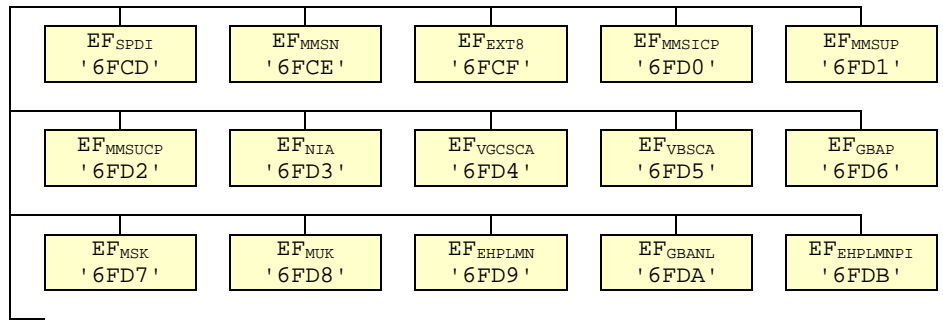 EFSPDI EFMMSN EFEXT8 EFMMSICP EFMMSUP
'6FCD' '6FCE' '6FCF' '6FD0' '6FD1'
EFMMSUCP EFNIA EFVGCSCA EFVBSCA EFGBAP
'6FD2' '6FD3' '6FD4' '6FD5' '6FD6'
EFMSK EFMUK EFEHPLMN EFGBANL EFEHPLMNPI
'6FD7' '6FD8' '6FD9' '6FDA' '6FDB'